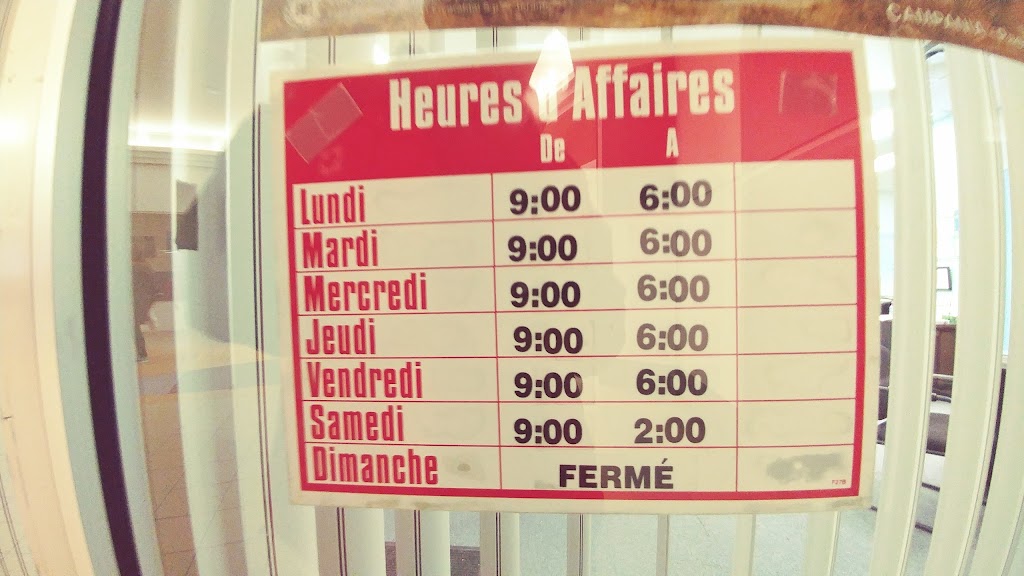 Heures d'Affaires
De A
Lundi 9:00 6:00
Mardi 9:00 6:00
Mercredi 9:00 6:00
Jeudi 9:00 6:00
Vendredi 9:00 6:00
Samedi 9:00 2:00
Dimanche FERMÉ